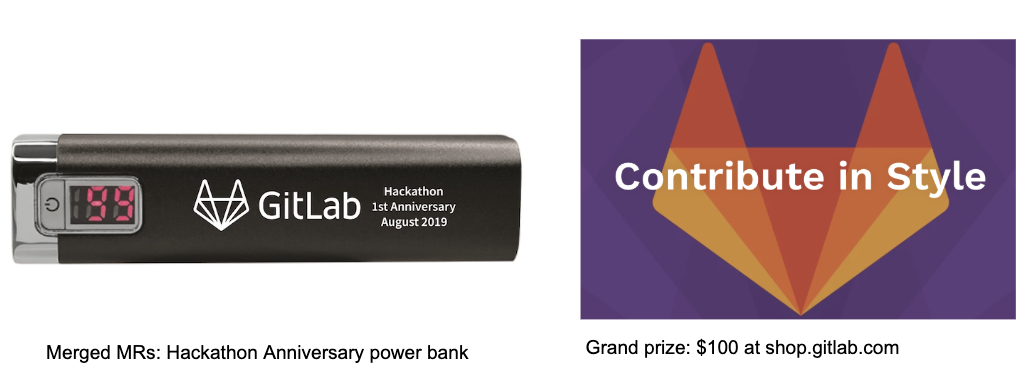 99
GitLab
Hackathon
1st Anniversary
August 2019
Contribute in Style
Merged MRs: Hackathon Anniversary power bank
Grand prize: $100 at shop.gitlab.com